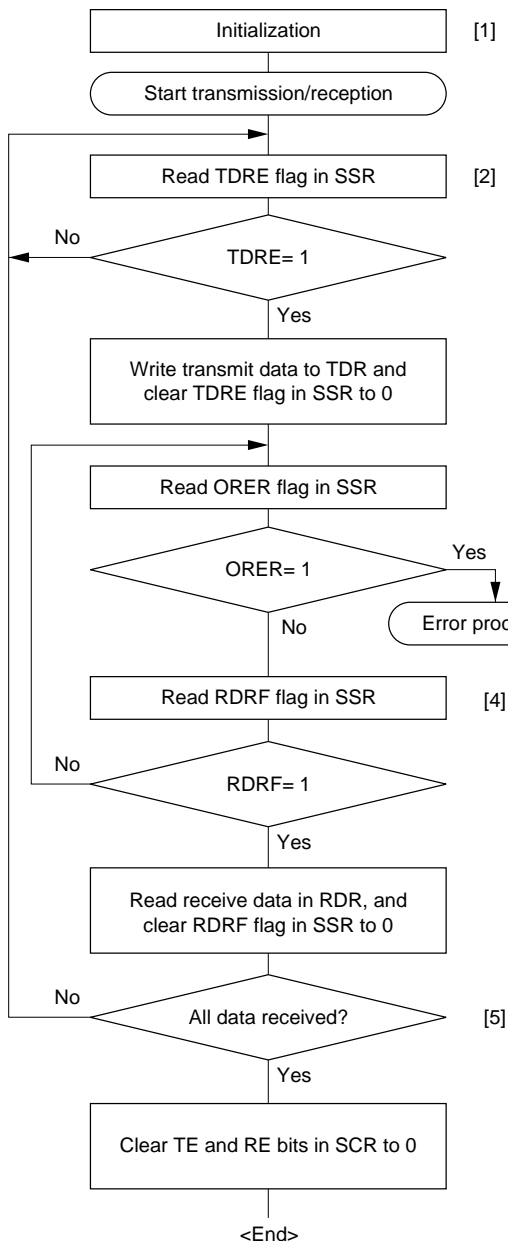 Initialization [1]
Start transmission/reception
Read TDRE flag in SSR [2]
No
TDRE= 1
Yes
Write transmit data to TDR and
clear TDRE flag in SSR to 0
Read ORER flag in SSR
Yes
ORER= 1
No
Error proc
Read RDRF flag in SSR [4]
No
RDRF= 1
Yes
Read receive data in RDR, and
clear RDRF flag in SSR to 0
No
All data received? [5]
Yes
Clear TE and RE bits in SCR to 0
<End>